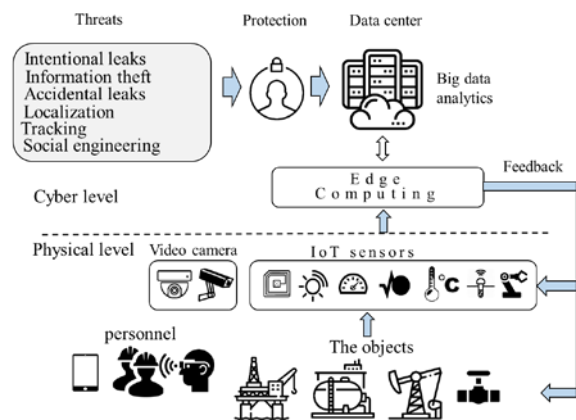 Threats
Protection
Data center
Intentional leaks
Information theft
Accidental leaks
Localization
Tracking
Social engineering
Big data
analytics
Edge
Computing
Feedback
Cyber level
Physical level
Video camera
IoT sensors
°C
personnel
The objects